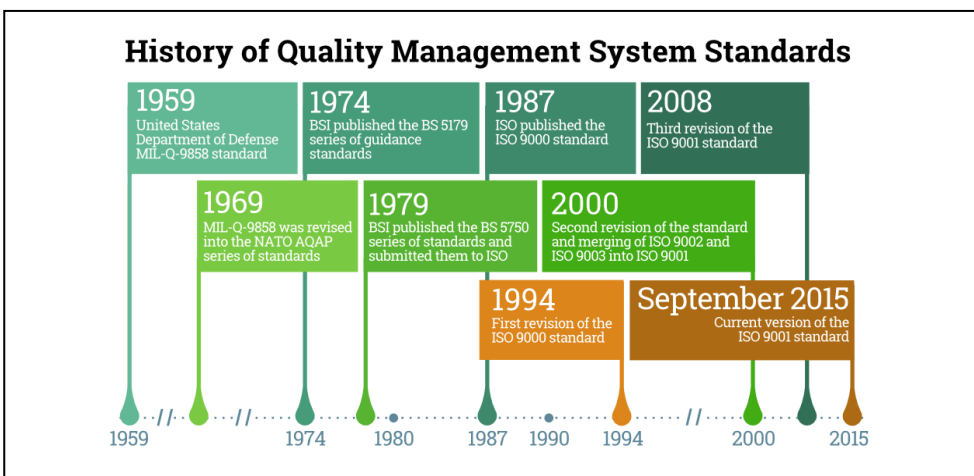 History of Quality Management System Standards
1959
United States
Department of Defense
MIL-Q-9858 standard
1974
BSI published the BS 5179
series of guidance
standards
1987
ISO published the
ISO 9000 standard
2008
Third revision of the
ISO 9001 standard
1969
MIL-Q-9858 was revised
into the NATO AQAP
series of standards
1979
BSI published the BS 5750
series of standards and
submitted them to ISO
2000
Second revision of the standard
and merging of ISO 9002 and
ISO 9003 into ISO 9001
1994
First revision of the
ISO 9000 standard
September 2015
Current version of the
ISO 9001 standard
1959
1974
1980
1987
1990
1994
2000
2015